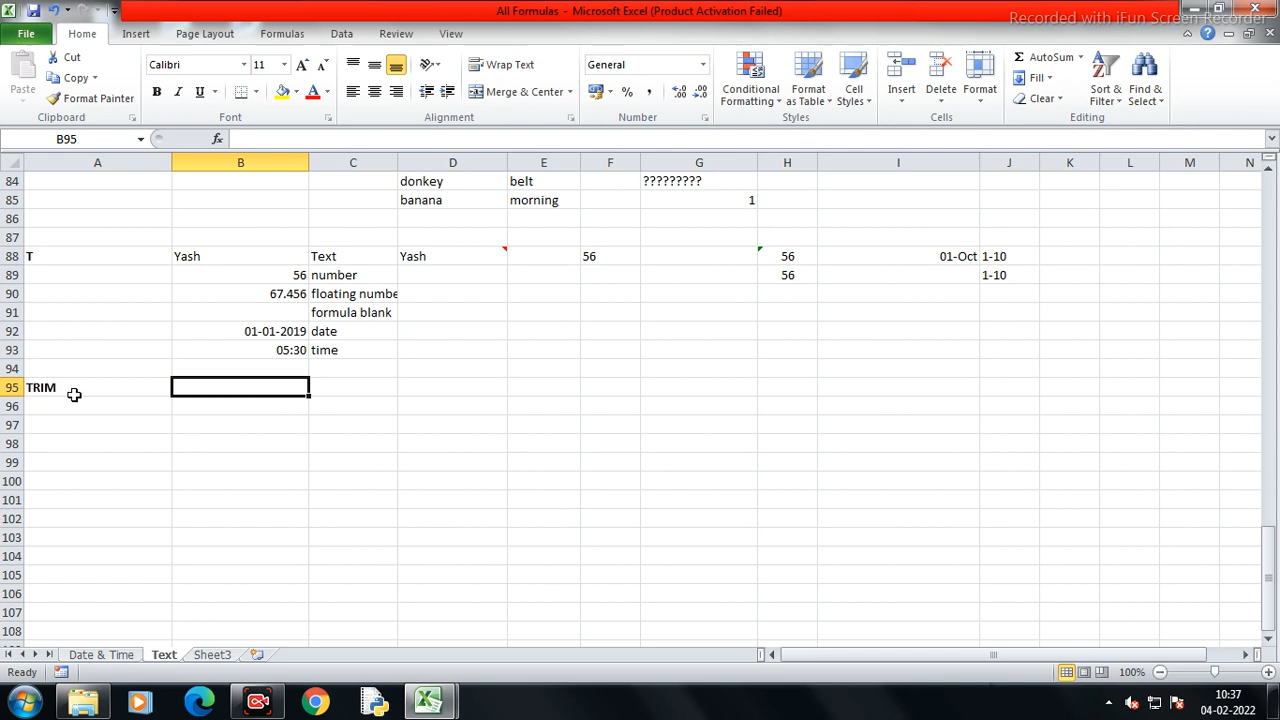 All Formulas - Microsoft Excel (Product Activation Failed)
Recorded with iFun Screen Recorder
File Home Insert Page Layout Formulas Data Review View
Paste
Cut
Copy
Format Painter
Clipboard
Calibri 11
B I U
Font
Wrap Text
Merge & Center
Alignment
General
Number
Conditional Formatting
Format as Table
Cell Styles
Styles
Insert
Delete
Format
Cells
AutoSum
Fill
Clear
Sort & Filter
Find & Select
Editing
B95 fx
A B C D E F G H I J K L M N
84 donkey belt ?????????
85 banana morning 1
86
87
88 T Yash Text Yash 56 56 01-Oct 1-10
89 56 number 56 1-10
90 67.456 floating numbe
91 formula blank
92 01-01-2019 date
93 05:30 time
94
95 TRIM
96
97
98
99
100
101
102
103
104
105
106
107
108
Date & Time Text Sheet3
Ready 100%
10:37
04-02-2022